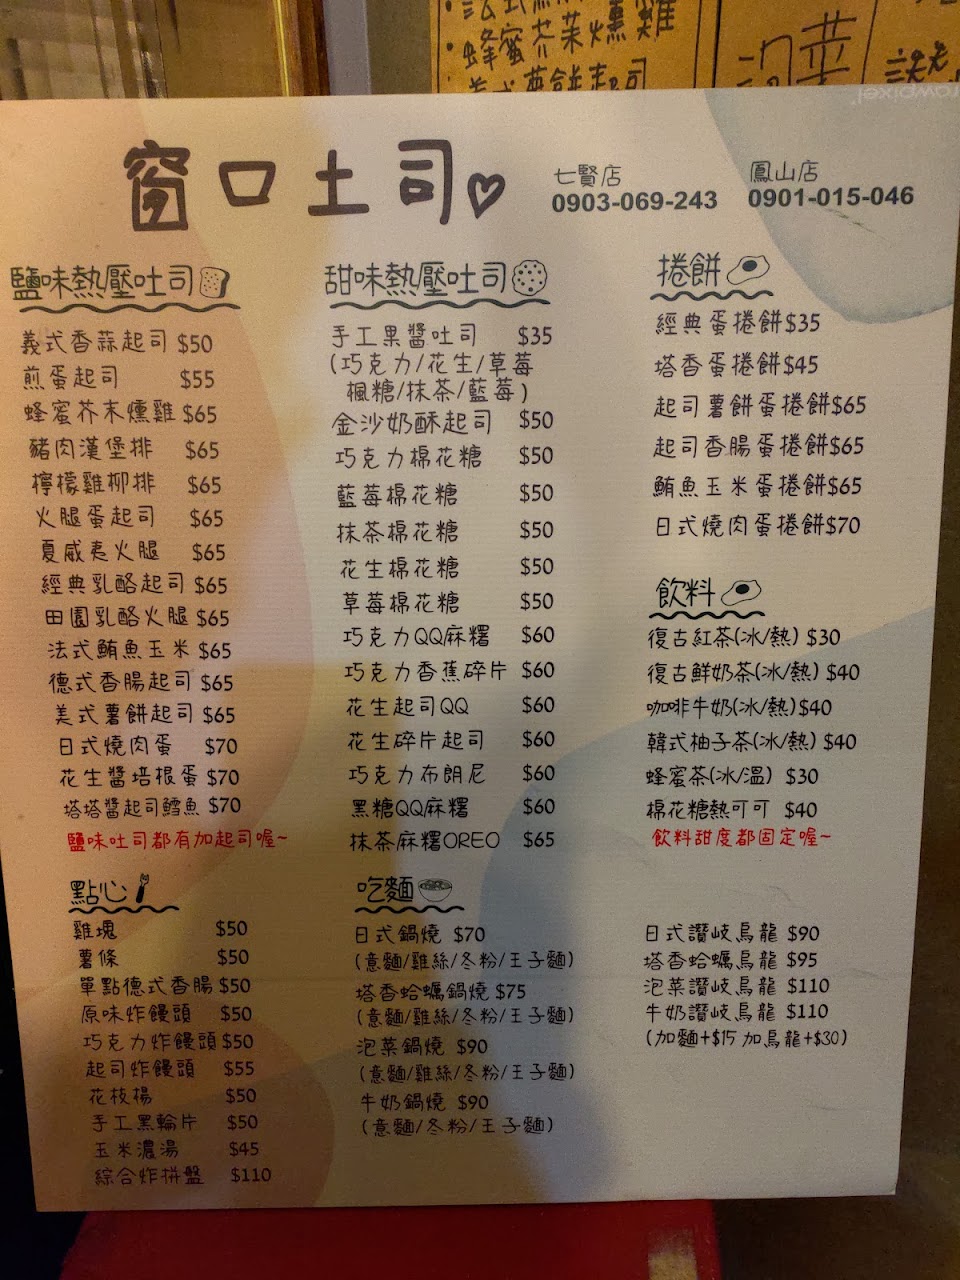 蜂蜜芥茉燻雞
窗口土司
七賢店
0903-069-243
鳳山店
0901-015-046
鹽味熱壓吐司
義式香蒜起司 $50
煎蛋起司 $55
蜂蜜芥末燻雞 $65
豬肉漢堡排 $65
檸檬雞柳排 $65
火腿蛋起司 $65
夏威夷火腿 $65
經典乳酪起司 $65
田園乳酪火腿 $65
法式鮪魚玉米 $65
德式香腸起司 $65
美式薯餅起司 $65
日式燒肉蛋 $70
花生醬培根蛋 $70
塔塔醬起司鱈魚 $70
鹽味吐司都有加起司喔~
點心
雞塊 $50
薯條 $50
單點德式香腸 $50
原味炸饅頭 $50
巧克力炸饅頭 $50
起司炸饅頭 $55
花枝楊 $50
手工黑輪片 $50
玉米濃湯 $45
綜合炸拼盤 $110
甜味熱壓吐司
手工果醬吐司 $35
(巧克力/花生/草莓
楓糖/抹茶/藍莓)
金沙奶酥起司 $50
巧克力棉花糖 $50
藍莓棉花糖 $50
抹茶棉花糖 $50
花生棉花糖 $50
草莓棉花糖 $50
巧克力QQ麻糬 $60
巧克力香蕉碎片 $60
花生起司QQ $60
花生碎片起司 $60
巧克力布朗尼 $60
黑糖QQ麻糬 $60
抹茶麻糬OREO $65
吃麵
日式鍋燒 $70
(意麵/雞絲/冬粉/王子麵)
塔香蛤蠣鍋燒 $75
(意麵/雞絲/冬粉/王子麵)
泡菜鍋燒 $90
(意麵/雞絲/冬粉/王子麵)
牛奶鍋燒 $90
(意麵/冬粉/王子麵)
捲餅
經典蛋捲餅$35
塔香蛋捲餅$45
起司薯餅蛋捲餅$65
起司香腸蛋捲餅$65
鮪魚玉米蛋捲餅$65
日式燒肉蛋捲餅$70
飲料
復古紅茶(冰/熱) $30
復古鮮奶茶(冰/熱) $40
咖啡牛奶(冰/熱)$40
韓式柚子茶(冰/熱) $40
蜂蜜茶(冰/溫) $30
棉花糖熱可可 $40
飲料甜度都固定喔~
日式讚岐烏龍 $90
塔香蛤蠣烏龍 $95
泡菜讚岐烏龍 $110
牛奶讚岐烏龍 $110
(加麵+$15 加烏龍+$30)